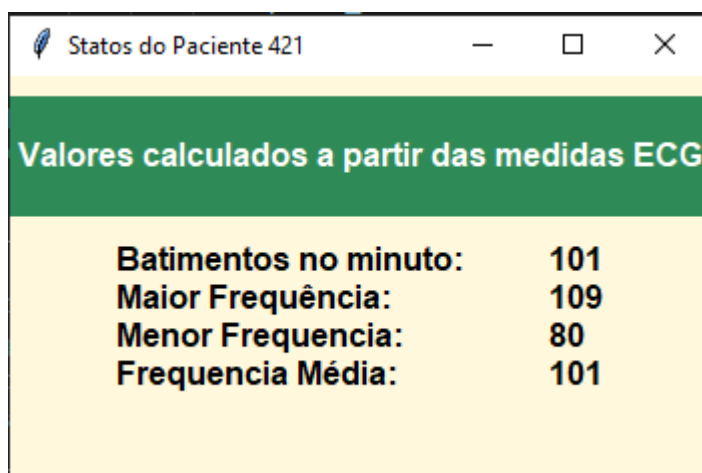 Statos do Paciente 421
Valores calculados a partir das medidas ECG
Batimentos no minuto: 101
Maior Frequência: 109
Menor Frequencia: 80
Frequencia Média: 101